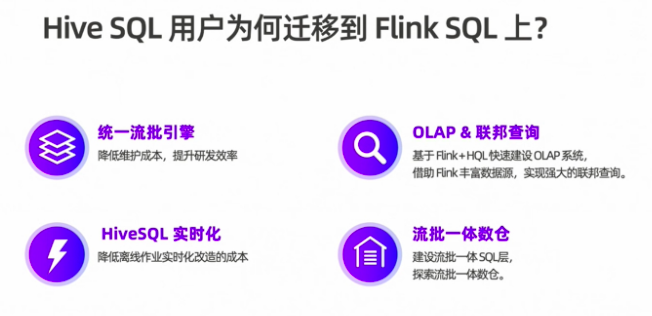 Hive SQL 用户为何迁移到 Flink SQL 上？
统一流批引擎
降低维护成本，提升研发效率
OLAP & 联邦查询
基于 Flink + HQL 快速建设 OLAP 系统，
借助 Flink 丰富数据源，实现强大的联邦查询。
HiveSQL 实时化
降低离线作业实时化改造的成本
流批一体数仓
建设流批一体 SQL层，
探索流批一体数仓。